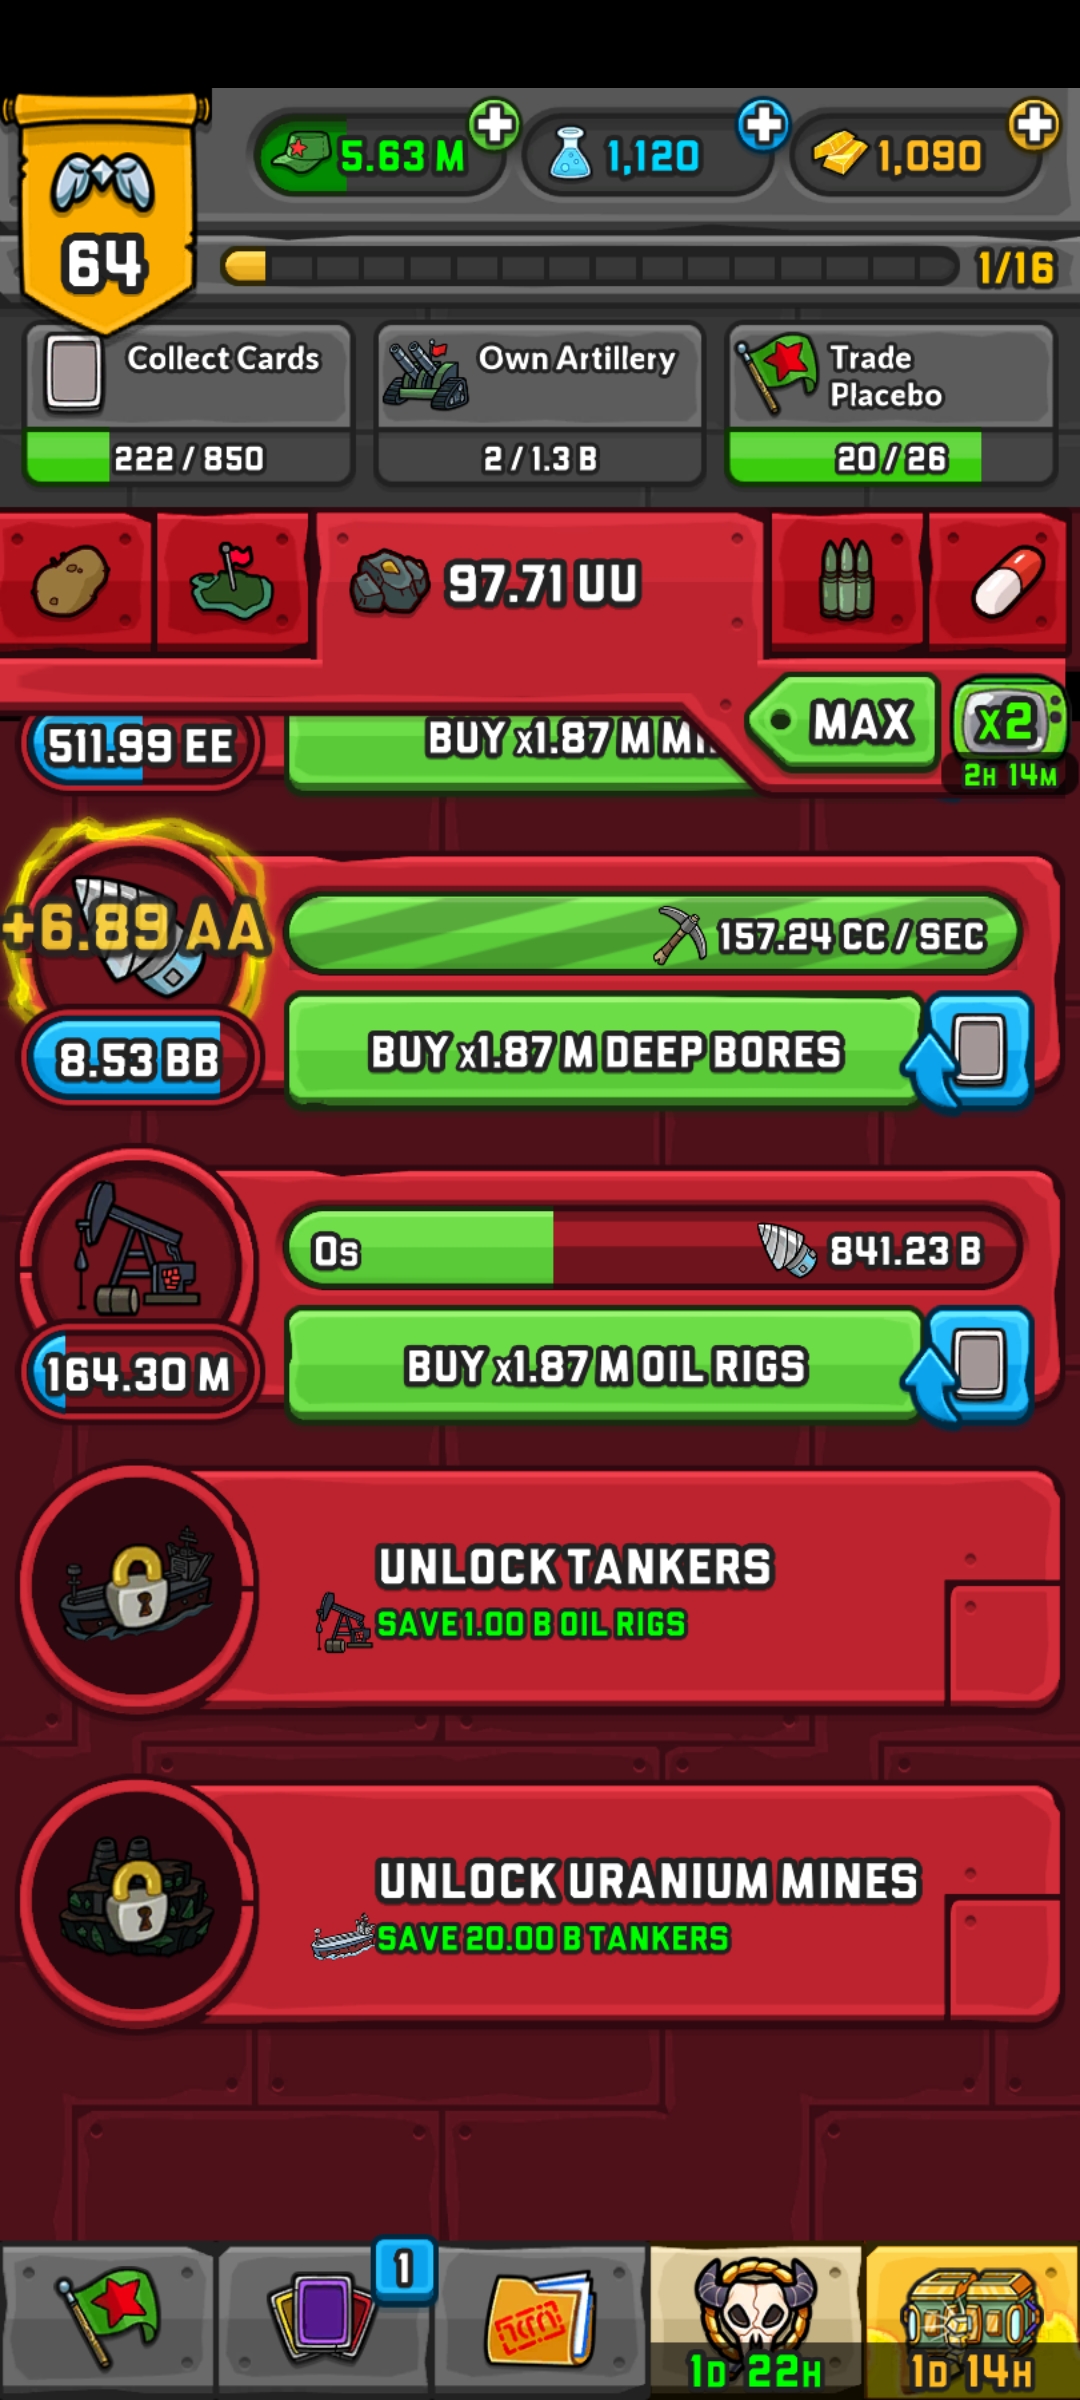 5.63 M
1,120
1,090
64
1/16
Collect Cards
222 / 850
Own Artillery
2 / 1.3 B
Trade
Placebo
20 / 26
97.71 UU
MAX
x2
2H 14M
511.99 EE
BUY x1.87 M
+6.89 AA
157.24 CC / SEC
8.53 BB
BUY x1.87 M DEEP BORES
0s
841.23 B
164.30 M
BUY x1.87 M OIL RIGS
UNLOCK TANKERS
SAVE 1.00 B OIL RIGS
UNLOCK URANIUM MINES
SAVE 20.00 B TANKERS
1
1D 22H
1D 14H